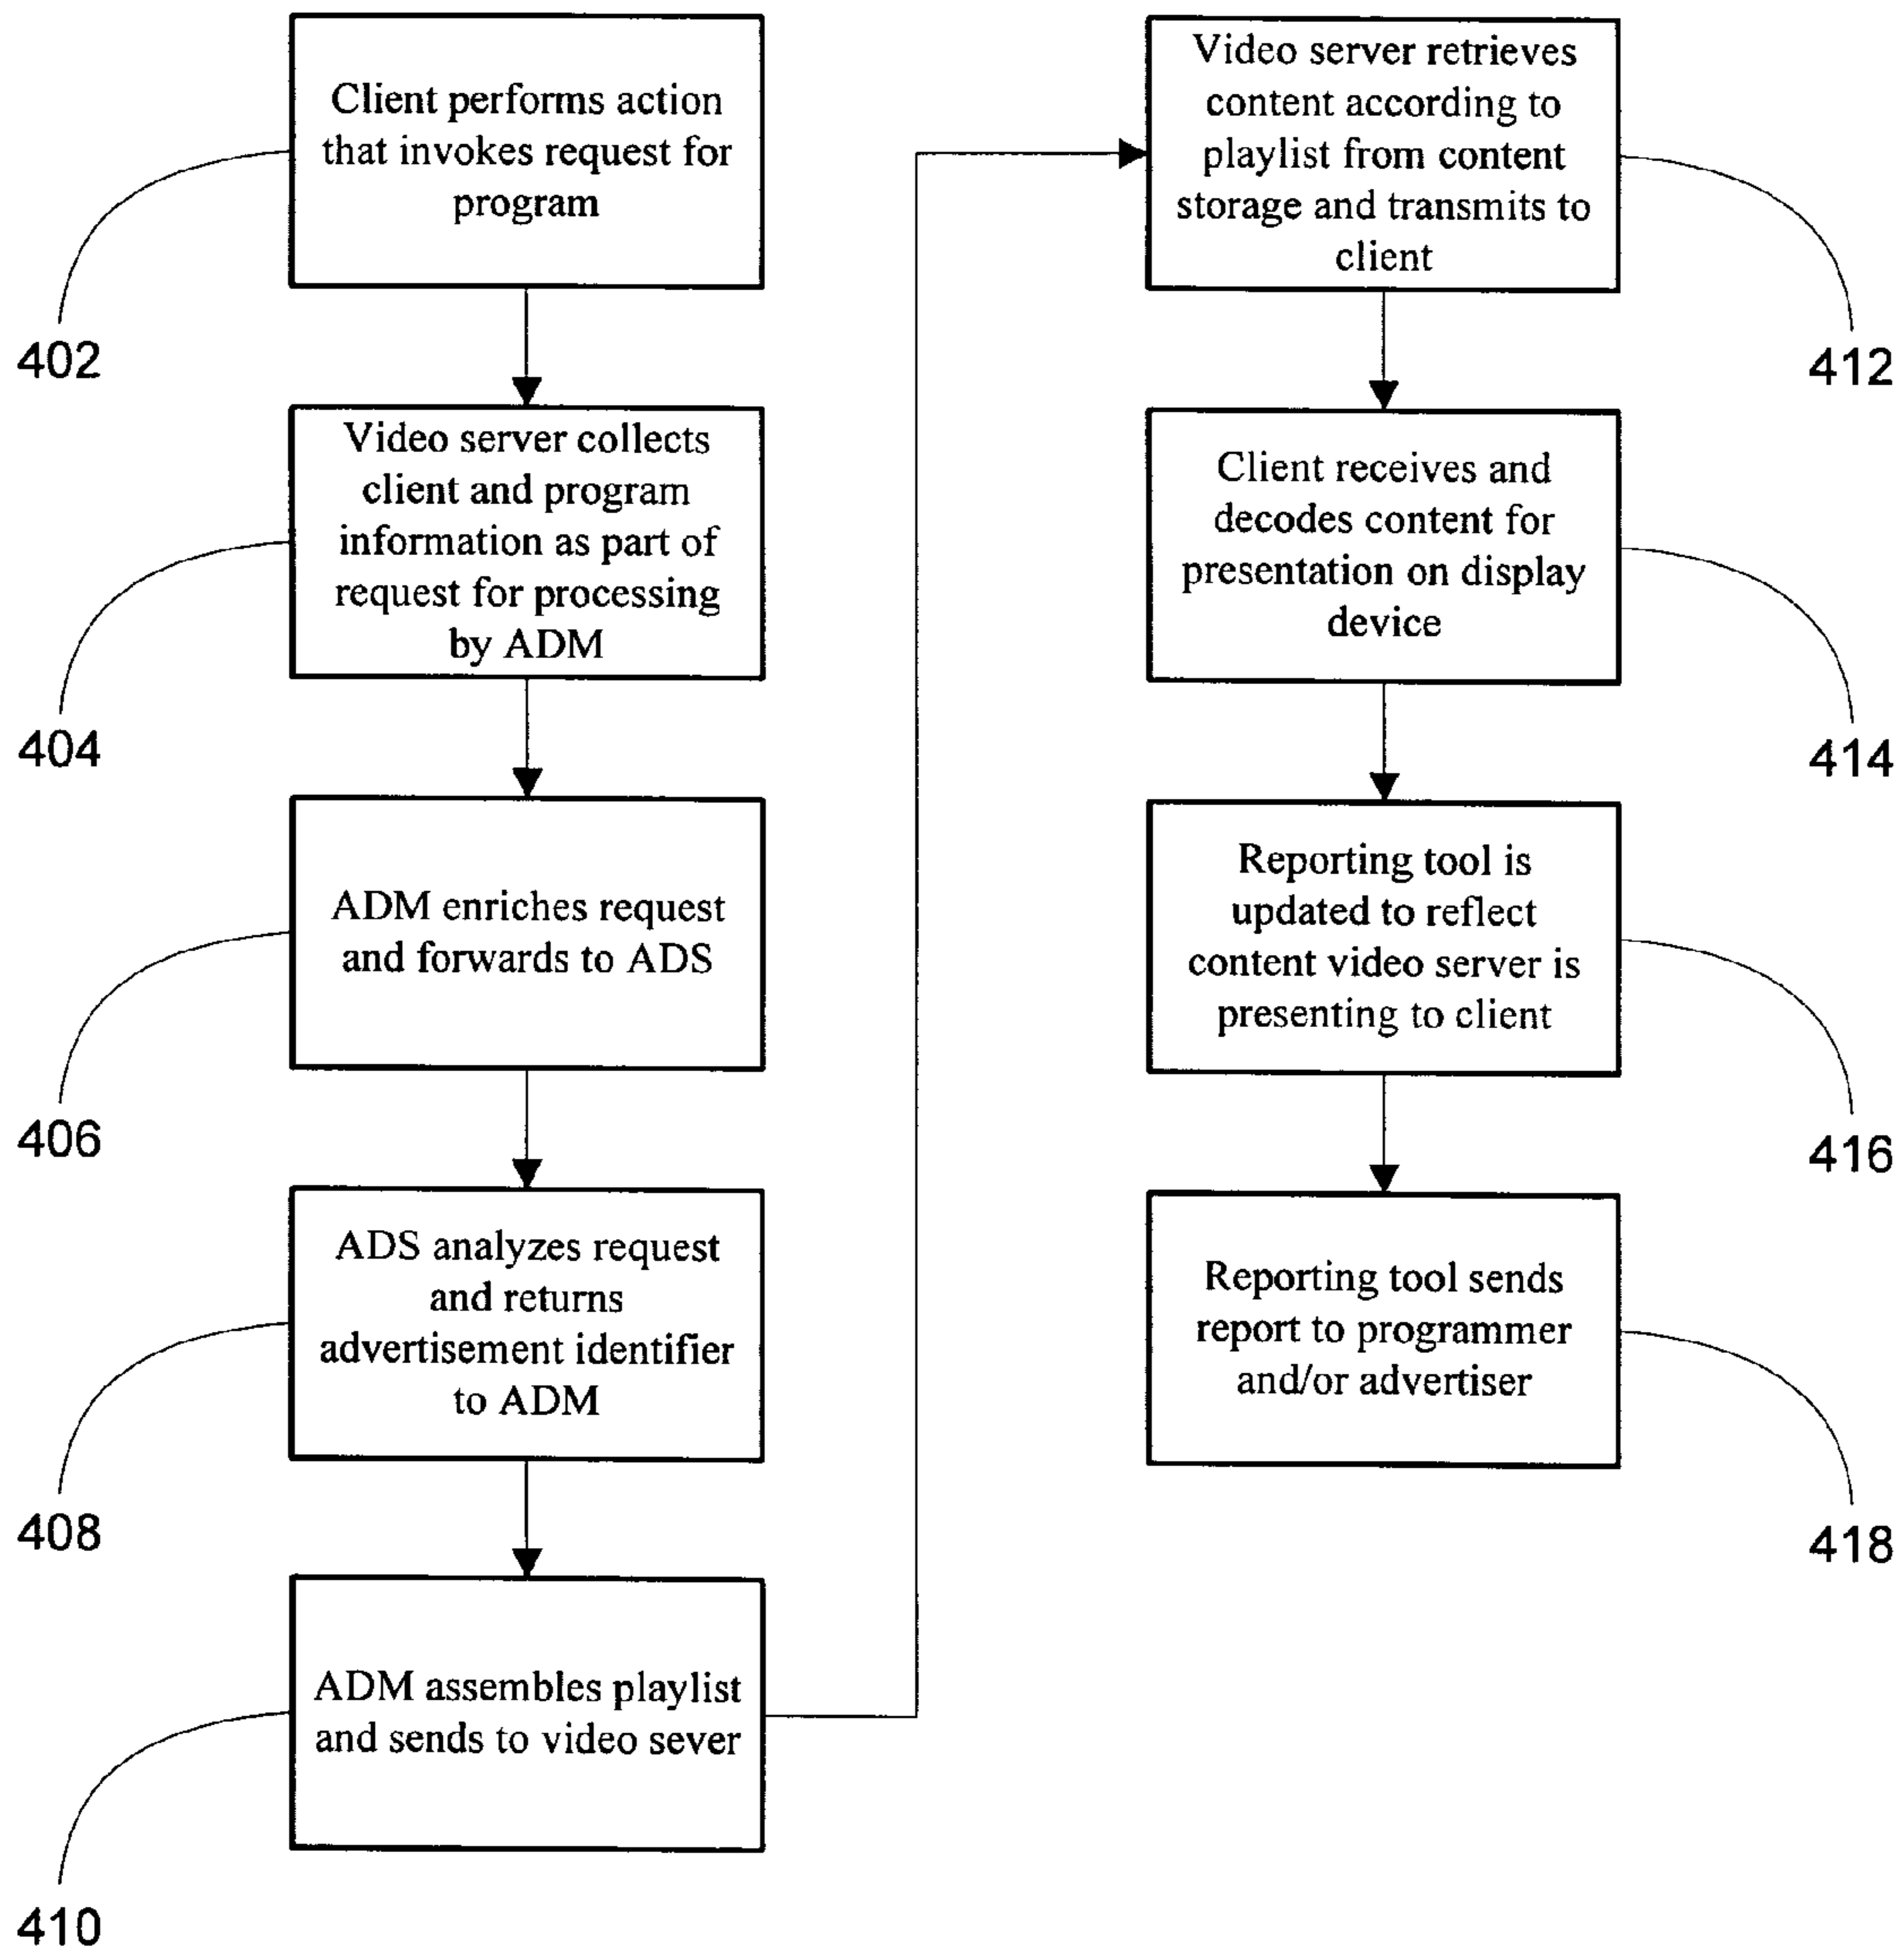 Client performs action
that invokes request for
program
402
Video server collects
client and program
information as part of
request for processing
by ADM
404
ADM enriches request
and forwards to ADS
406
ADS analyzes request
and returns
advertisement identifier
to ADM
408
ADM assembles playlist
and sends to video sever
410
Video server retrieves
content according to
playlist from content
storage and transmits to
client
412
Client receives and
decodes content for
presentation on display
device
414
Reporting tool is
updated to reflect
content video server is
presenting to client
416
Reporting tool sends
report to programmer
and/or advertiser
418